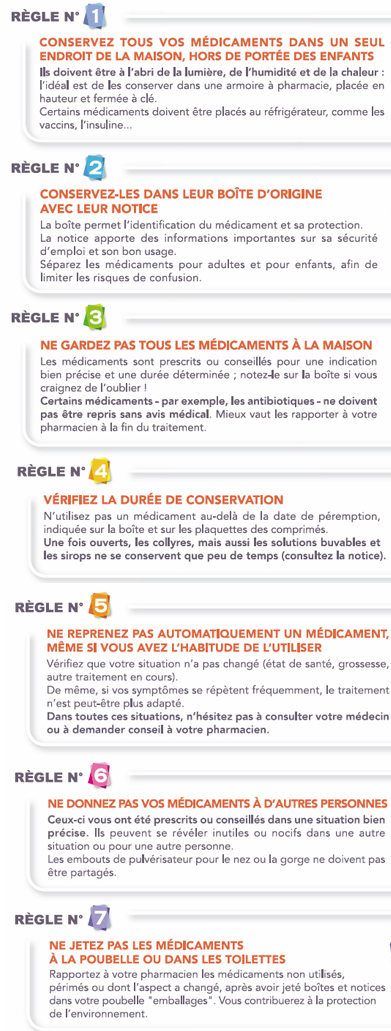 RÈGLE N° 1
CONSERVEZ TOUS VOS MÉDICAMENTS DANS UN SEUL
ENDROIT DE LA MAISON, HORS DE PORTÉE DES ENFANTS
Ils doivent être à l'abri de la lumière, de l'humidité et de la chaleur :
l'idéal est de les conserver dans une armoire à pharmacie, placée en
hauteur et fermée à clé.
Certains médicaments doivent être placés au réfrigérateur, comme les
vaccins, l'insuline...
RÈGLE N° 2
CONSERVEZ-LES DANS LEUR BOÎTE D'ORIGINE
AVEC LEUR NOTICE
La boîte permet l'identification du médicament et sa protection.
La notice apporte des informations importantes sur sa sécurité
d'emploi et son bon usage.
Séparez les médicaments pour adultes et pour enfants, afin de
limiter les risques de confusion.
RÈGLE N° 3
NE GARDEZ PAS TOUS LES MÉDICAMENTS À LA MAISON
Les médicaments sont prescrits ou conseillés pour une indication
bien précise et une durée déterminée ; notez-le sur la boîte si vous
craignez de l'oublier !
Certains médicaments - par exemple, les antibiotiques - ne doivent
pas être repris sans avis médical. Mieux vaut les rapporter à votre
pharmacien à la fin du traitement.
RÈGLE N° 4
VÉRIFIEZ LA DURÉE DE CONSERVATION
N'utilisez pas un médicament au-delà de la date de péremption,
indiquée sur la boîte et sur les plaquettes des comprimés.
Une fois ouverts, les collyres, mais aussi les solutions buvables et
les sirops ne se conservent que peu de temps (consultez la notice).
RÈGLE N° 5
NE REPRENEZ PAS AUTOMATIQUEMENT UN MÉDICAMENT,
MÊME SI VOUS AVEZ L'HABITUDE DE L'UTILISER
Vérifiez que votre situation n'a pas changé (état de santé, grossesse,
autre traitement en cours).
De même, si vos symptômes se répètent fréquemment, le traitement
n'est peut-être plus adapté.
Dans toutes ces situations, n'hésitez pas à consulter votre médecin
ou à demander conseil à votre pharmacien.
RÈGLE N° 6
NE DONNEZ PAS VOS MÉDICAMENTS À D'AUTRES PERSONNES
Ceux-ci vous ont été prescrits ou conseillés dans une situation bien
précise. Ils peuvent se révéler inutiles ou nocifs dans une autre
situation ou pour une autre personne.
Les embouts de pulvérisateur pour le nez ou la gorge ne doivent pas
être partagés.
RÈGLE N° 7
NE JETEZ PAS LES MÉDICAMENTS
À LA POUBELLE OU DANS LES TOILETTES
Rapportez à votre pharmacien les médicaments non utilisés,
périmés ou dont l'aspect a changé, après avoir jeté boîtes et notices
dans votre poubelle "emballages". Vous contribuerez à la protection
de l'environnement.